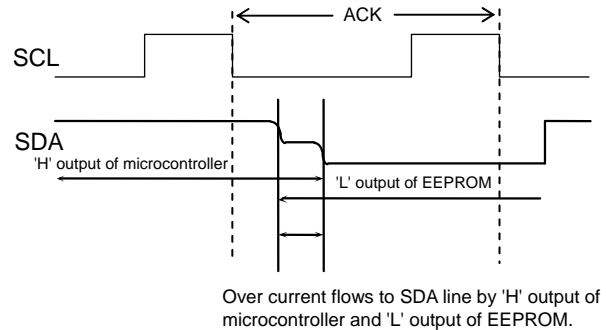 ACK
SCL
SDA
'H' output of microcontroller
'L' output of EEPROM
Over current flows to SDA line by 'H' output of
microcontroller and 'L' output of EEPROM.